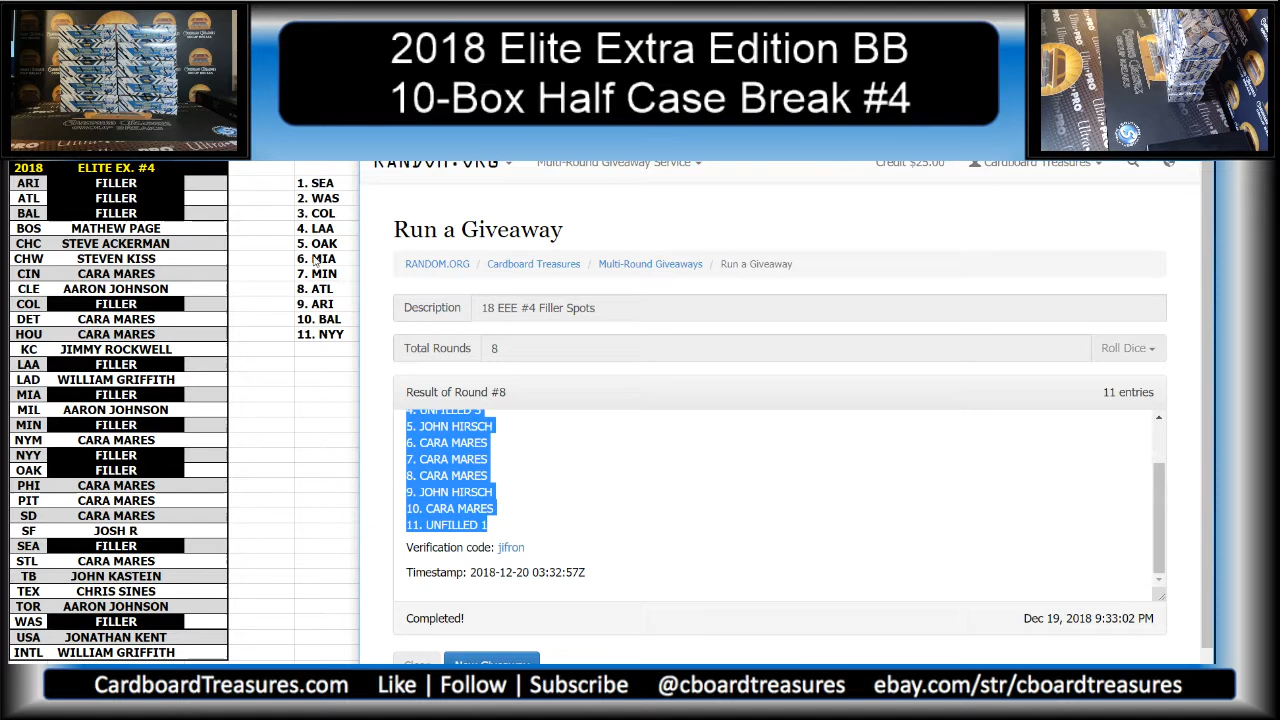 2018 Elite Extra Edition BB
10-Box Half Case Break #4
2018 ELITE EX. #4
ARI FILLER
ATL FILLER
BAL FILLER
BOS MATHEW PAGE
CHC STEVE ACKERMAN
CHW STEVEN KISS
CIN CARA MARES
CLE AARON JOHNSON
COL FILLER
DET CARA MARES
HOU CARA MARES
KC JIMMY ROCKWELL
LAA FILLER
LAD WILLIAM GRIFFITH
MIA FILLER
MIL AARON JOHNSON
MIN FILLER
NYM CARA MARES
NYY FILLER
OAK FILLER
PHI CARA MARES
PIT CARA MARES
SD CARA MARES
SF JOSH R
SEA FILLER
STL CARA MARES
TB JOHN KASTEIN
TEX CHRIS SINES
TOR AARON JOHNSON
WAS FILLER
USA JONATHAN KENT
INTL WILLIAM GRIFFITH
1. SEA
2. WAS
3. COL
4. LAA
5. OAK
6. MIA
7. MIN
8. ATL
9. ARI
10. BAL
11. NYY
RANDOM.ORG Multi-Round Giveaway Service Credit $25.00 Cardboard Treasures
Run a Giveaway
RANDOM.ORG / Cardboard Treasures / Multi-Round Giveaways / Run a Giveaway
Description 18 EEE #4 Filler Spots
Total Rounds 8 Roll Dice
Result of Round #8 11 entries
4. UNFILLED 3
5. JOHN HIRSCH
6. CARA MARES
7. CARA MARES
8. CARA MARES
9. JOHN HIRSCH
10. CARA MARES
11. UNFILLED 1
Verification code: jifron
Timestamp: 2018-12-20 03:32:57Z
Completed! Dec 19, 2018 9:33:02 PM
New Giveaway
CardboardTreasures.com Like | Follow | Subscribe @cboardtreasures ebay.com/str/cboardtreasures